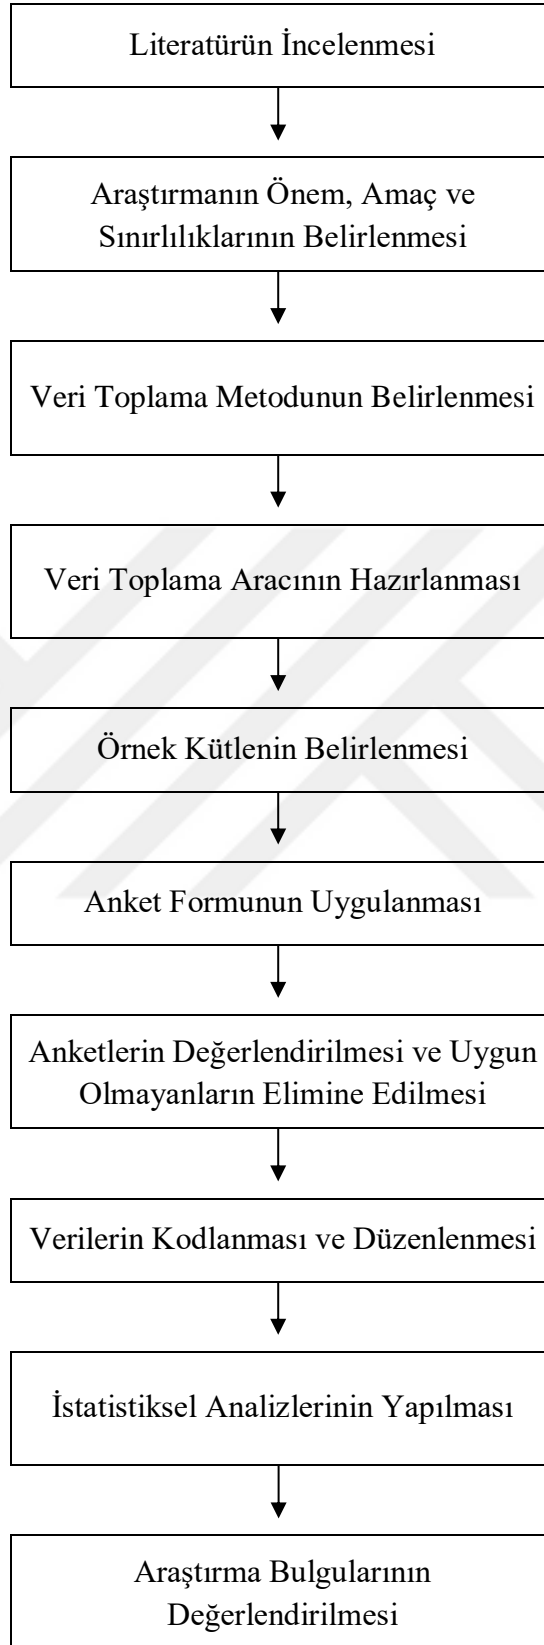 Literatürün İncelenmesi
Araştırmanın Önem, Amaç ve
Sınırlılıklarının Belirlenmesi
Veri Toplama Metodunun Belirlenmesi
Veri Toplama Aracının Hazırlanması
Örnek Kütlenin Belirlenmesi
Anket Formunun Uygulanması
Anketlerin Değerlendirilmesi ve Uygun
Olmayanların Elimine Edilmesi
Verilerin Kodlanması ve Düzenlenmesi
İstatistiksel Analizlerinin Yapılması
Araştırma Bulgularının
Değerlendirilmesi